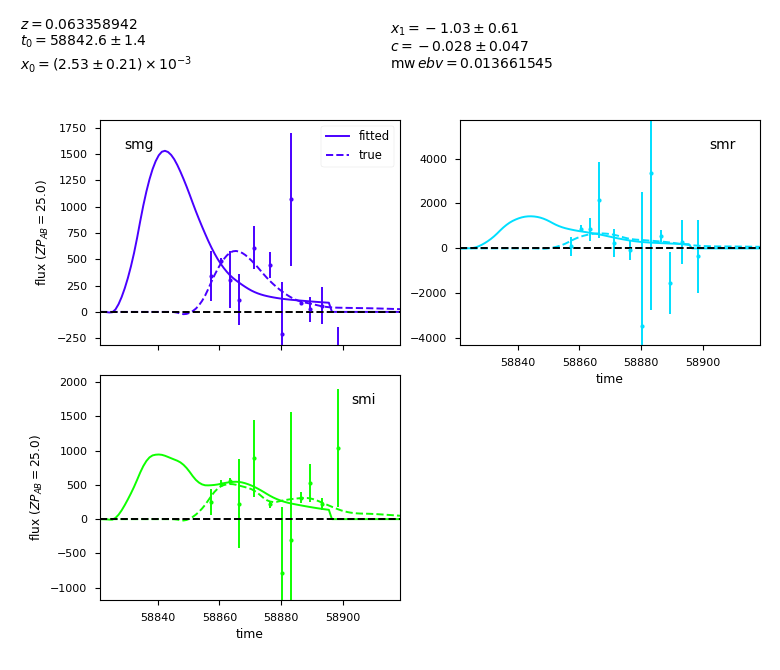 z = 0.063358942
t₀ = 58842.6 ± 1.4
x₀ = (2.53 ± 0.21) × 10⁻³
x₁ = −1.03 ± 0.61
c = −0.028 ± 0.047
mw ebv = 0.013661545
smg
fitted
true
1750
1500
1250
1000
750
500
250
0
−250
flux (ZP_AB = 25.0)
smr
4000
2000
0
−2000
−4000
58840
58860
58880
58900
time
smi
2000
1500
1000
500
0
−500
−1000
flux (ZP_AB = 25.0)
58840
58860
58880
58900
time